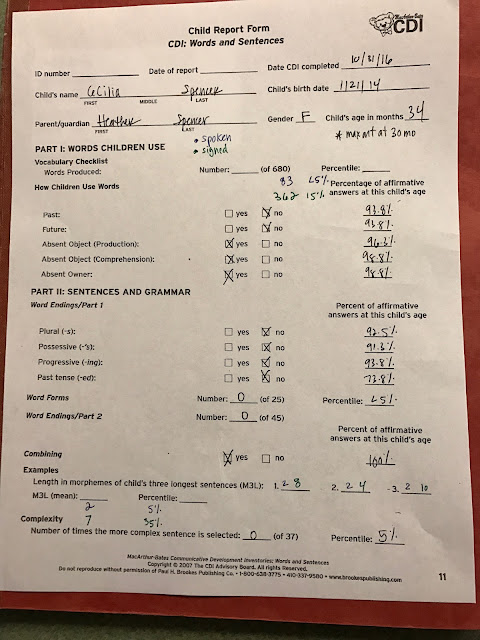 Child Report Form
CDI: Words and Sentences
MacArthur-Bates
CDI
ID number
Date of report
Date CDI completed 10/31/16
Child's name Cecilia Spencer
FIRST MIDDLE LAST
Child's birth date 1/21/14
Parent/guardian Heather Spencer
FIRST LAST
Gender F Child's age in months 34
* max out at 30 mo
• spoken
• signed
PART I: WORDS CHILDREN USE
Vocabulary Checklist
Words Produced: Number: (of 680) Percentile:
83 <5%
362 15%
How Children Use Words
Percentage of affirmative
answers at this child's age
Past: yes no 93.8%
Future: yes no 93.8%
Absent Object (Production): yes no 96.3%
Absent Object (Comprehension): yes no 98.8%
Absent Owner: yes no 98.8%
PART II: SENTENCES AND GRAMMAR
Word Endings/Part 1
Percent of affirmative
answers at this child's age
Plural (-s): yes no 92.5%
Possessive (-'s): yes no 91.3%
Progressive (-ing): yes no 93.8%
Past tense (-ed): yes no 73.8%
Word Forms Number: 0 (of 25) Percentile: <5%
Word Endings/Part 2 Number: 0 (of 45)
Percent of affirmative
answers at this child's age
Combining yes no 100%
Examples
Length in morphemes of child's three longest sentences (M3L): 1. 2 8 2. 2 4 3. 2 10
M3L (mean): Percentile:
2 5%
7 35%
Complexity
Number of times the more complex sentence is selected: 0 (of 37) Percentile: 5%
MacArthur-Bates Communicative Development Inventories: Words and Sentences
Copyright © 2007 The CDI Advisory Board. All rights Reserved.
Do not reproduce without permission of Paul H. Brookes Publishing Co. • 1-800-638-3775 • 410-337-9580 • www.brookespublishing.com
11